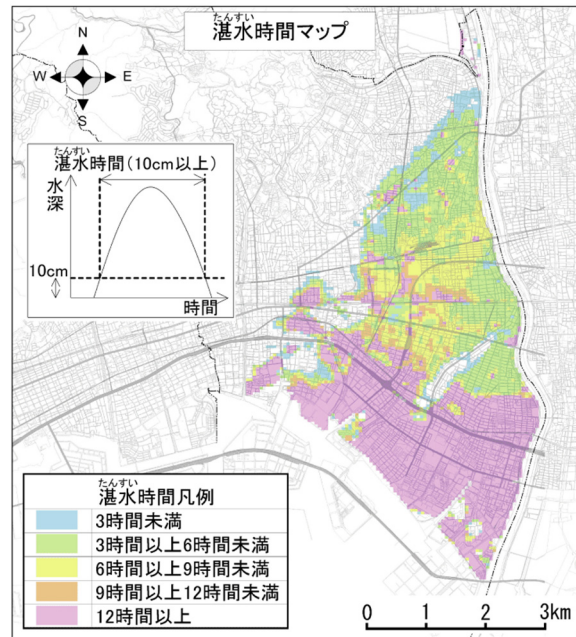 たんすい
湛水時間マップ
N
W E
S
たんすい
湛水時間(10cm以上)
水深
10cm
時間
たんすい
湛水時間凡例
3時間未満
3時間以上6時間未満
6時間以上9時間未満
9時間以上12時間未満
12時間以上
0 1 2 3km